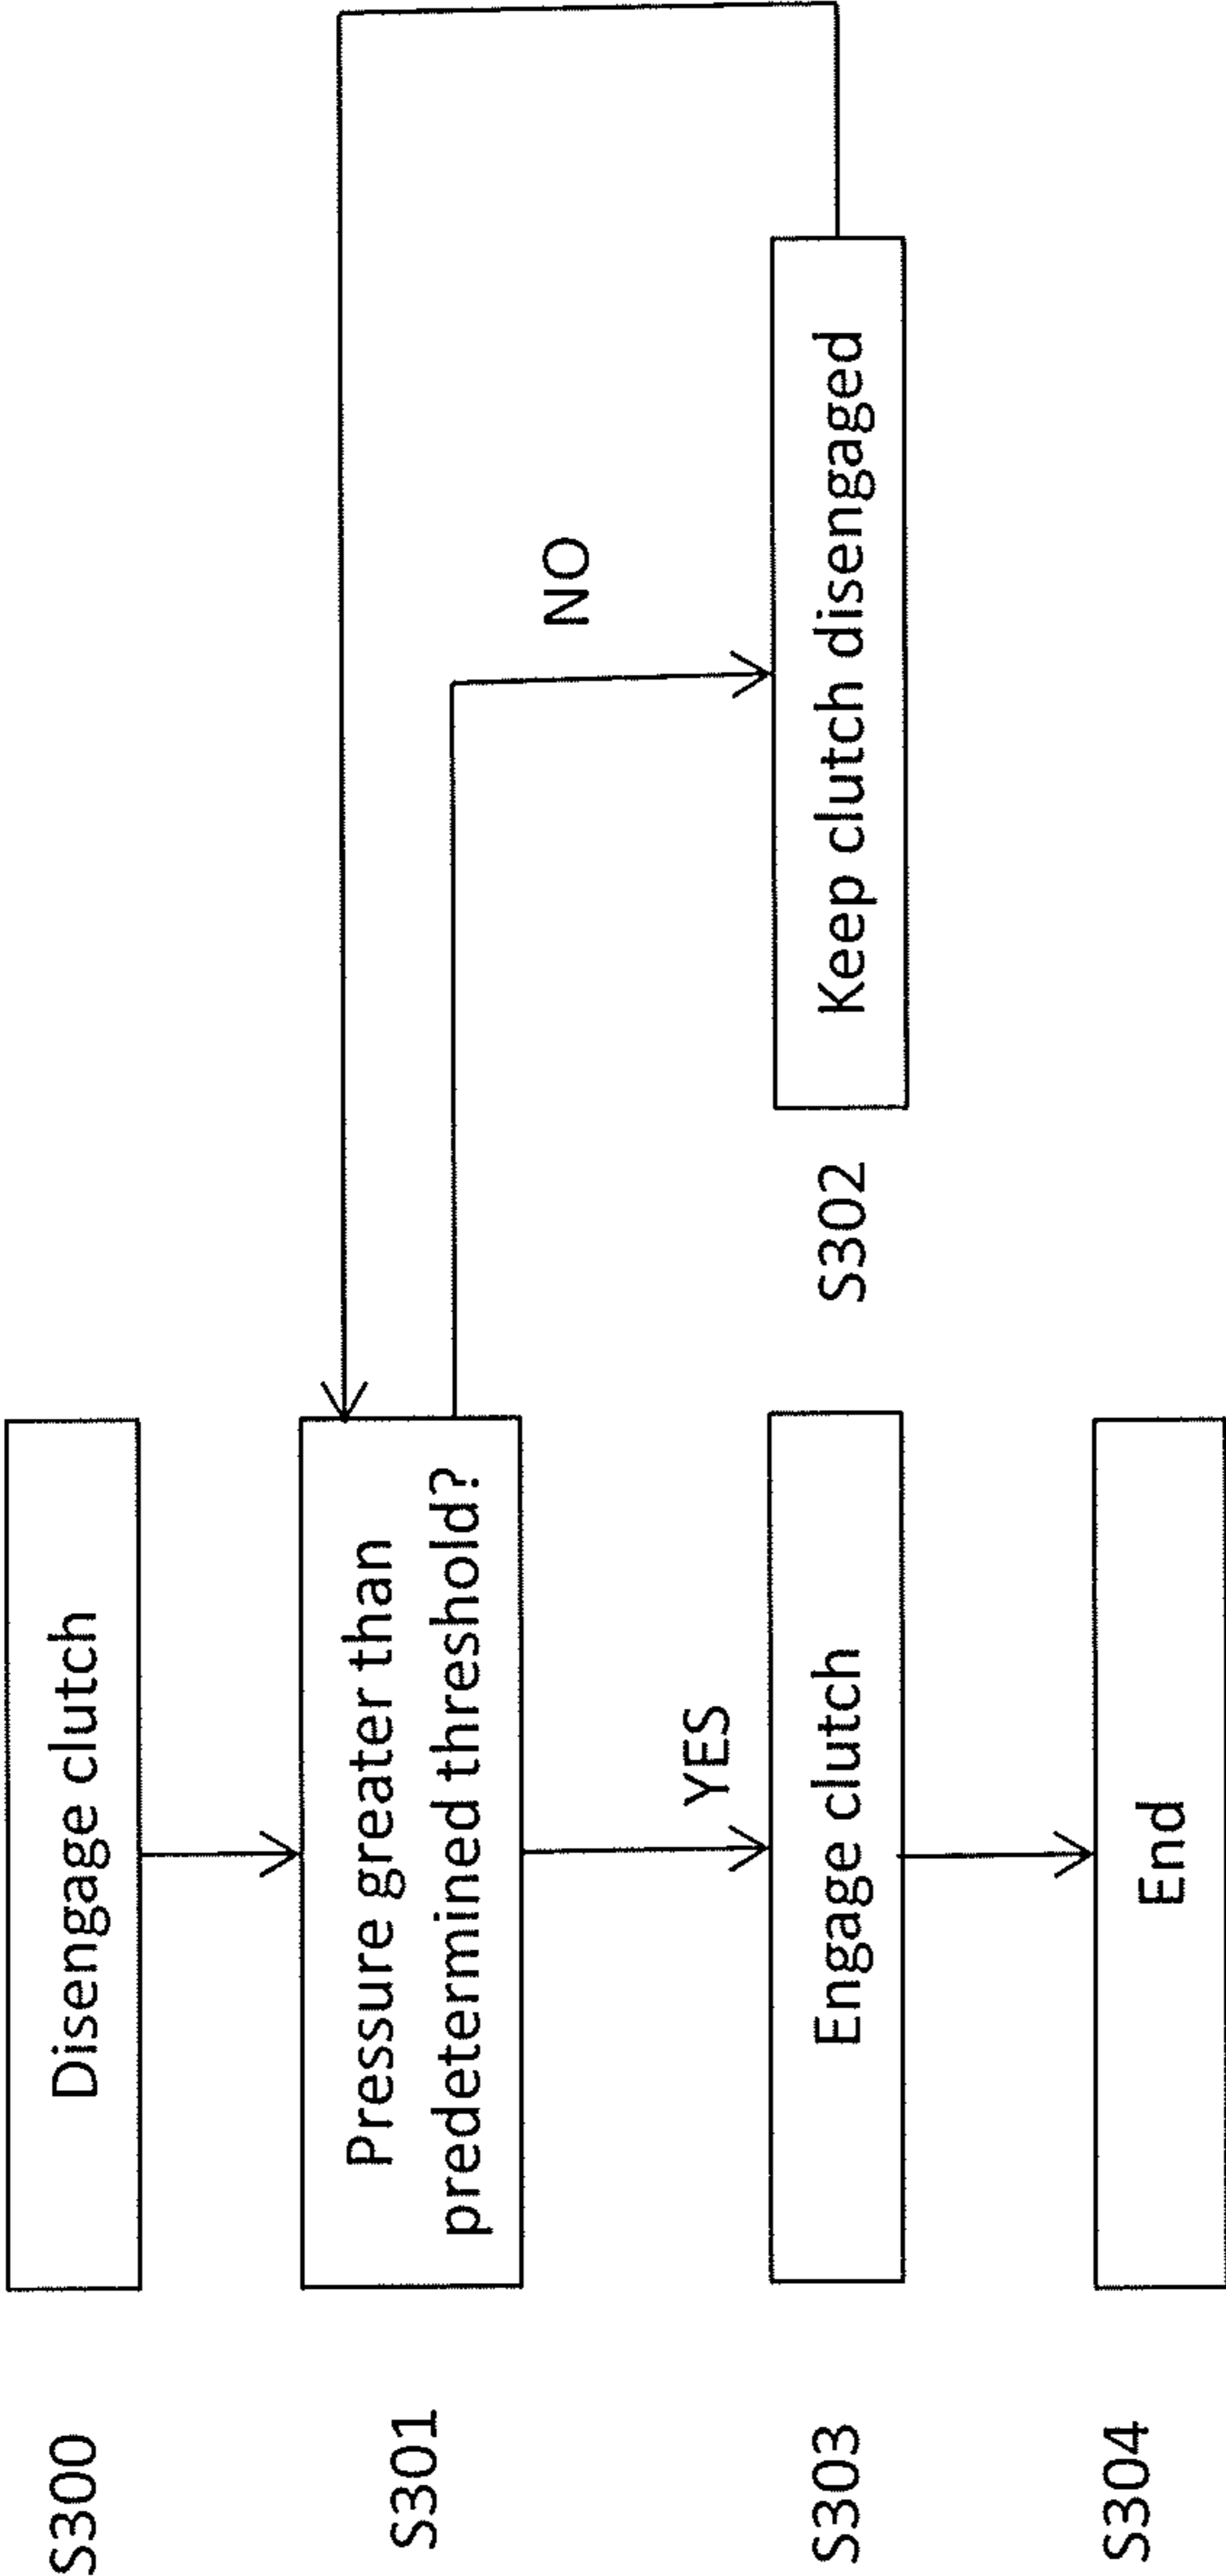 S300
Disengage clutch
S301
Pressure greater than
predetermined threshold?
NO
YES
S303
Engage clutch
S302
Keep clutch disengaged
S304
End